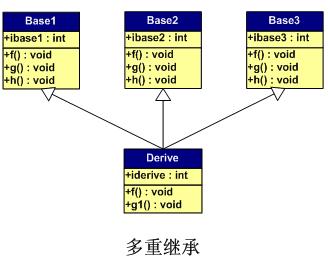 Base1
+ibase1 : int
+f() : void
+g() : void
+h() : void
Base2
+ibase2 : int
+f() : void
+g() : void
+h() : void
Base3
+ibase3 : int
+f() : void
+g() : void
+h() : void
Derive
+iderive : int
+f() : void
+g1() : void
多重继承